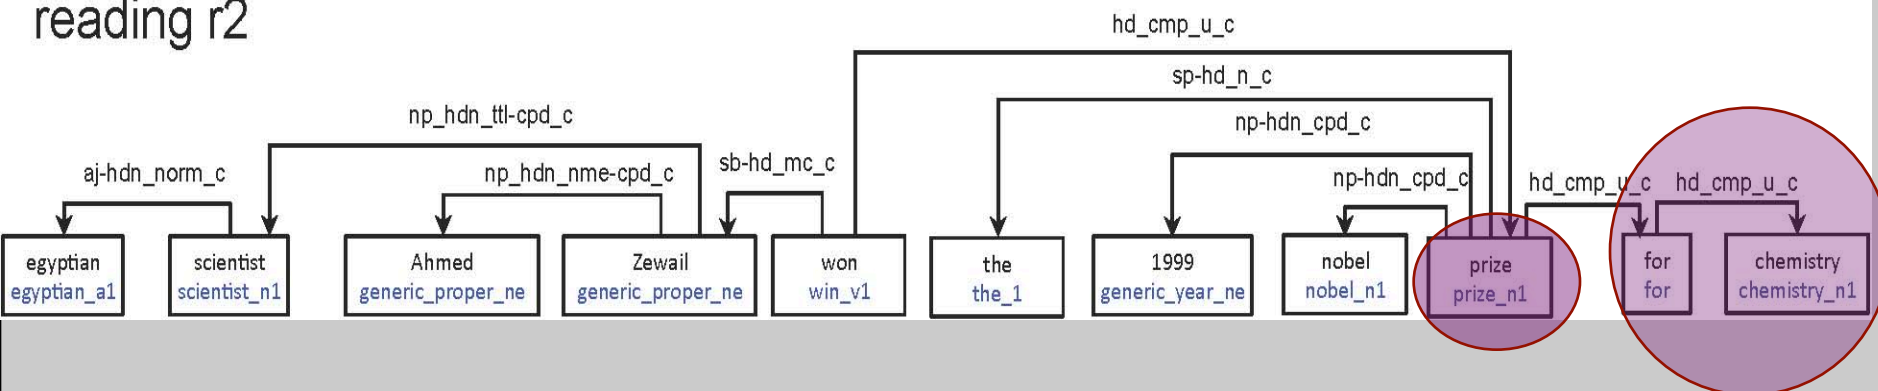 reading r2
hd_cmp_u_c
sp-hd_n_c
np_hdn_ttl-cpd_c
np-hdn_cpd_c
aj-hdn_norm_c
np_hdn_nme-cpd_c
sb-hd_mc_c
np-hdn_cpd_c
hd_cmp_u_c
hd_cmp_u_c
egyptian
egyptian_a1
scientist
scientist_n1
Ahmed
generic_proper_ne
Zewail
generic_proper_ne
won
win_v1
the
the_1
1999
generic_year_ne
nobel
nobel_n1
prize
prize_n1
for
for
chemistry
chemistry_n1